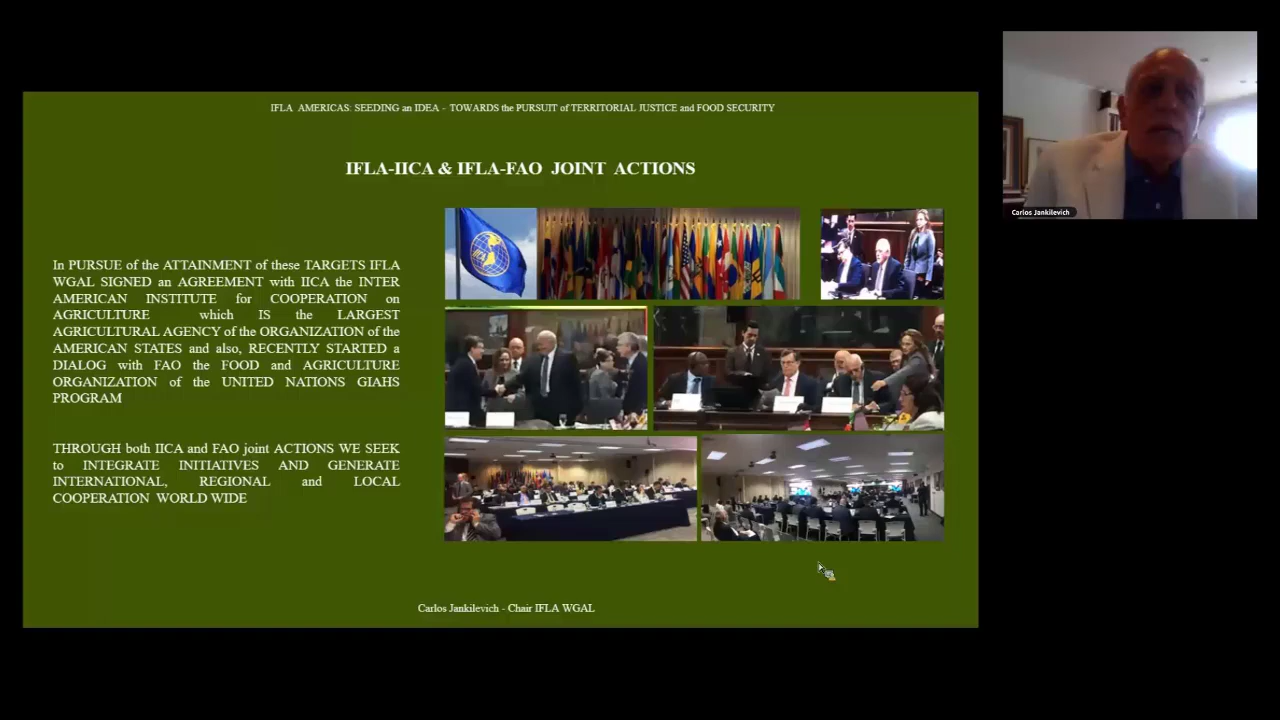 IFLA AMERICAS: SEEDING an IDEA - TOWARDS the PURSUIT of TERRITORIAL JUSTICE and FOOD SECURITY
IFLA-IICA & IFLA-FAO JOINT ACTIONS
In PURSUE of the ATTAINMENT of these TARGETS IFLA
WGAL SIGNED an AGREEMENT with IICA the INTER
AMERICAN INSTITUTE for COOPERATION on
AGRICULTURE which IS the LARGEST
AGRICULTURAL AGENCY of the ORGANIZATION of the
AMERICAN STATES and also, RECENTLY STARTED a
DIALOG with FAO the FOOD and AGRICULTURE
ORGANIZATION of the UNITED NATIONS GIAHS
PROGRAM
THROUGH both IICA and FAO joint ACTIONS WE SEEK
to INTEGRATE INITIATIVES AND GENERATE
INTERNATIONAL, REGIONAL and LOCAL
COOPERATION WORLD WIDE
Carlos Jankilevich - Chair IFLA WGAL
Carlos Jankilevich